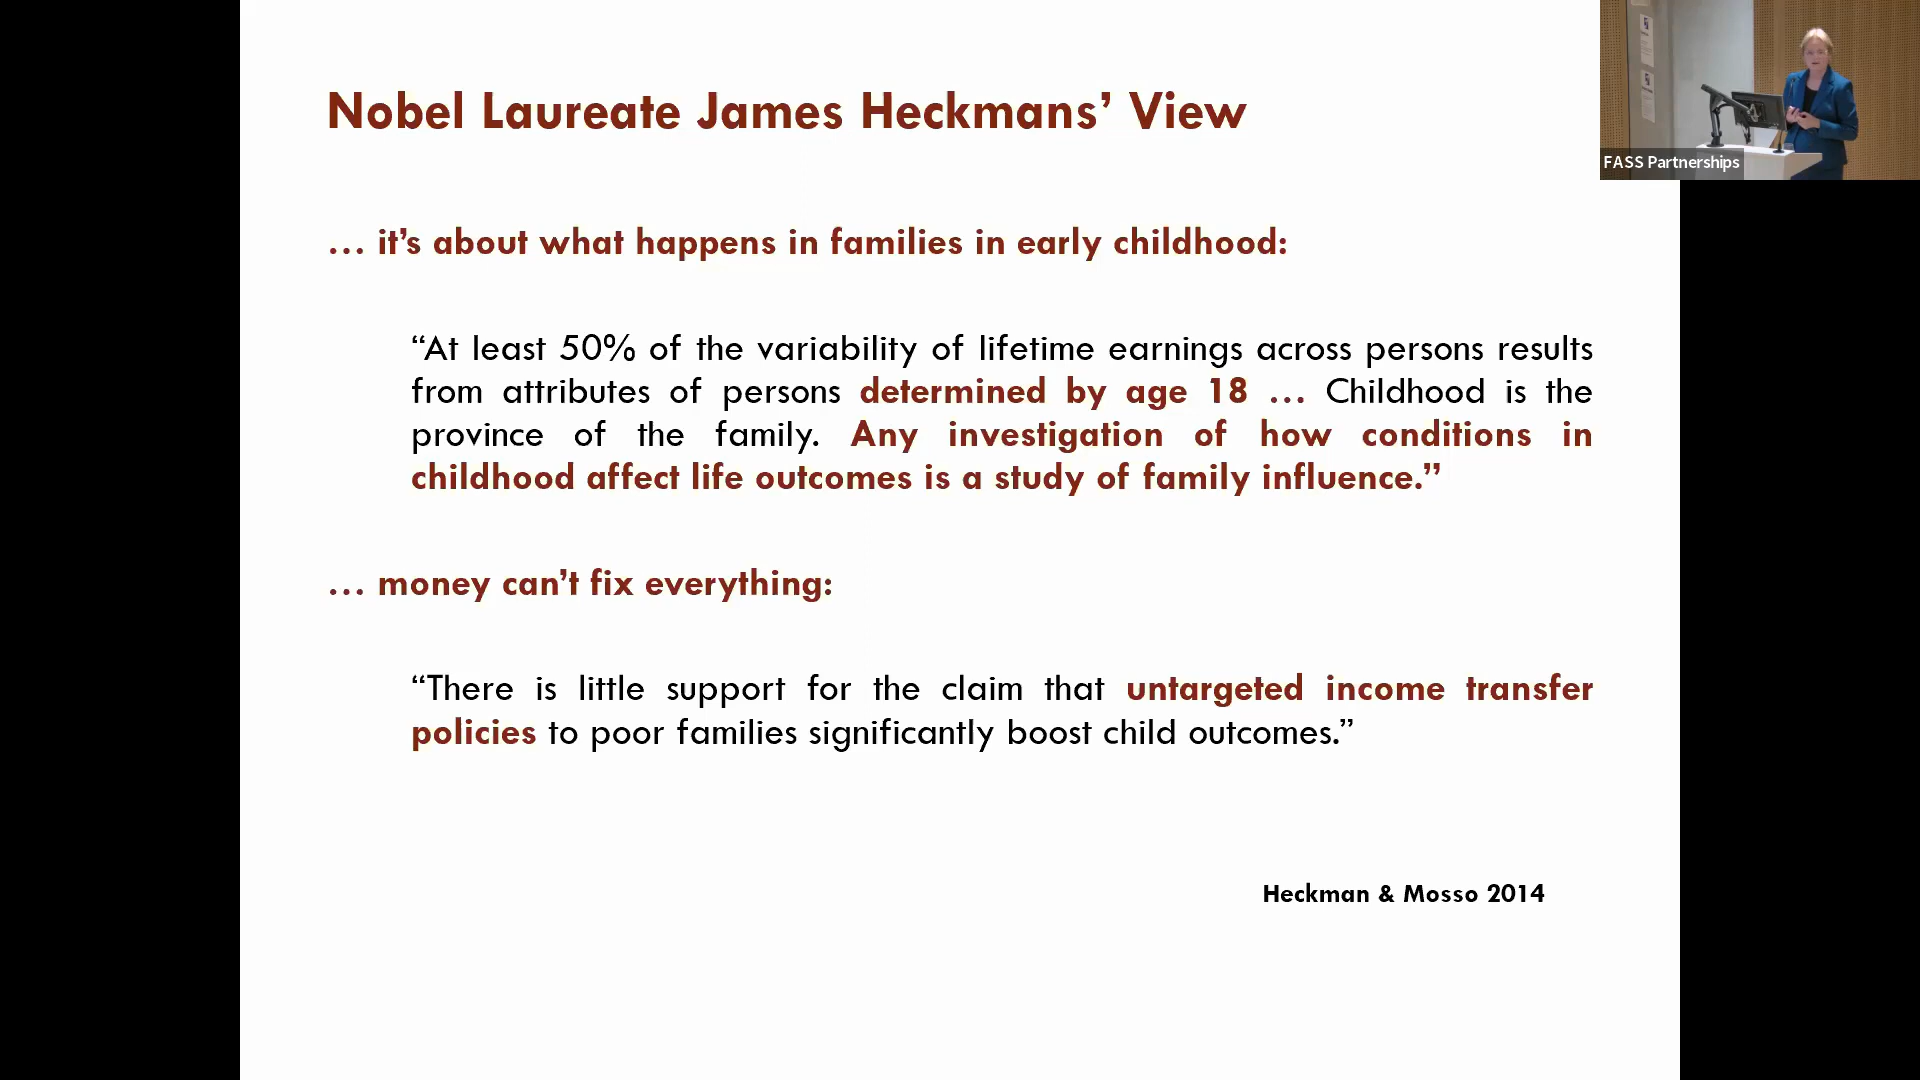 Nobel Laureate James Heckmans’ View
… it’s about what happens in families in early childhood:
“At least 50% of the variability of lifetime earnings across persons results
from attributes of persons determined by age 18 … Childhood is the
province of the family. Any investigation of how conditions in
childhood affect life outcomes is a study of family influence.”
… money can’t fix everything:
“There is little support for the claim that untargeted income transfer
policies to poor families significantly boost child outcomes.”
Heckman & Mosso 2014
FASS Partnerships